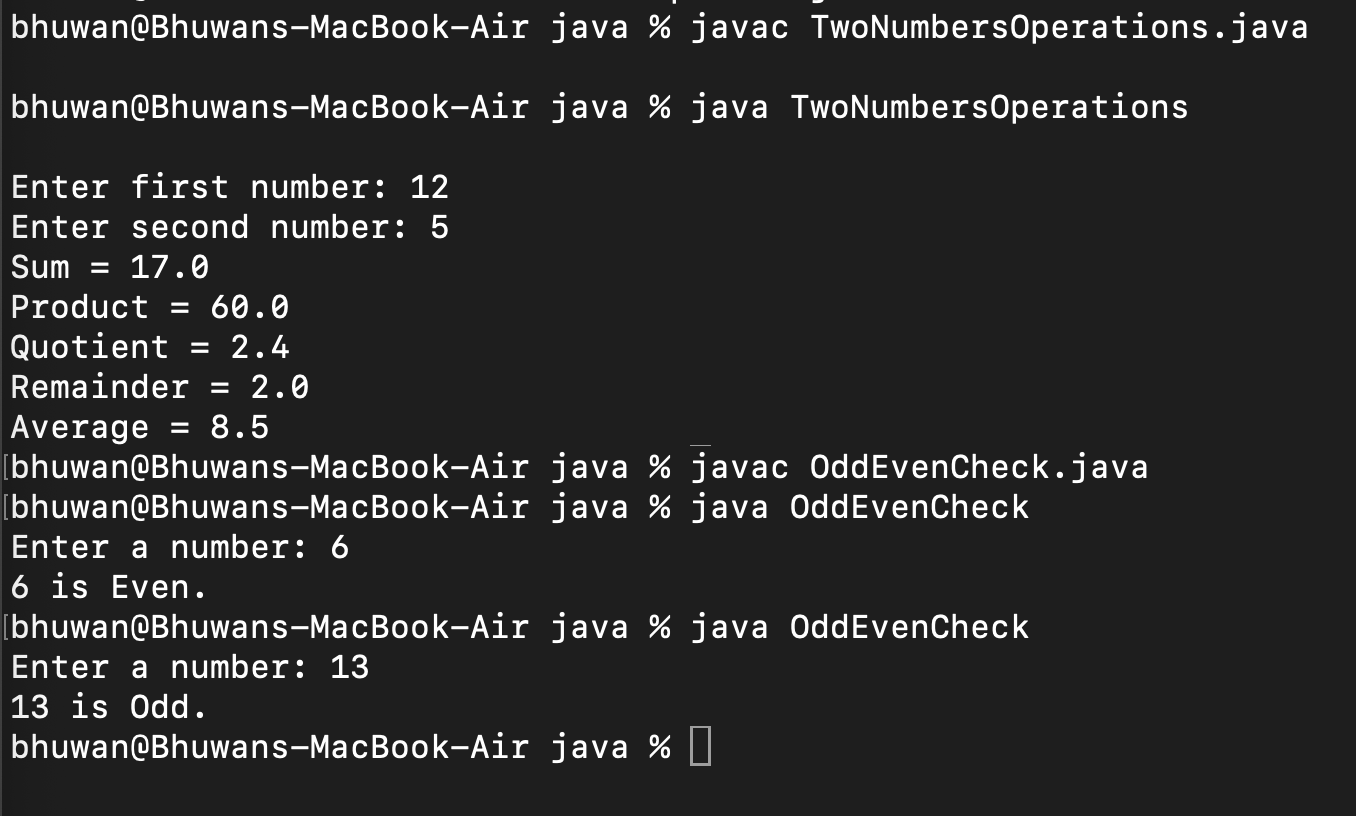 bhuwan@Bhuwans-MacBook-Air java % javac TwoNumbersOperations.java
bhuwan@Bhuwans-MacBook-Air java % java TwoNumbersOperations
Enter first number: 12
Enter second number: 5
Sum = 17.0
Product = 60.0
Quotient = 2.4
Remainder = 2.0
Average = 8.5
[bhuwan@Bhuwans-MacBook-Air java % javac OddEvenCheck.java
[bhuwan@Bhuwans-MacBook-Air java % java OddEvenCheck
Enter a number: 6
6 is Even.
[bhuwan@Bhuwans-MacBook-Air java % java OddEvenCheck
Enter a number: 13
13 is Odd.
bhuwan@Bhuwans-MacBook-Air java %